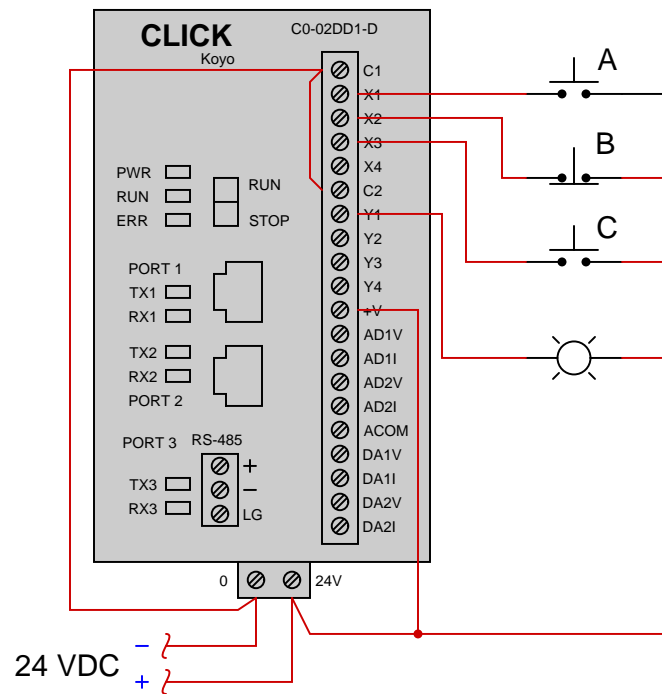 CLICK
Koyo
C0-02DD1-D
C1
X1
X2
X3
X4
C2
Y1
Y2
Y3
Y4
+V
AD1V
AD1I
AD2V
AD2I
ACOM
DA1V
DA1I
DA2V
DA2I
PWR
RUN
ERR
RUN
STOP
PORT 1
TX1
RX1
TX2
RX2
PORT 2
PORT 3
RS-485
TX3
RX3
+
−
LG
0
24V
24 VDC
−
+
A
B
C